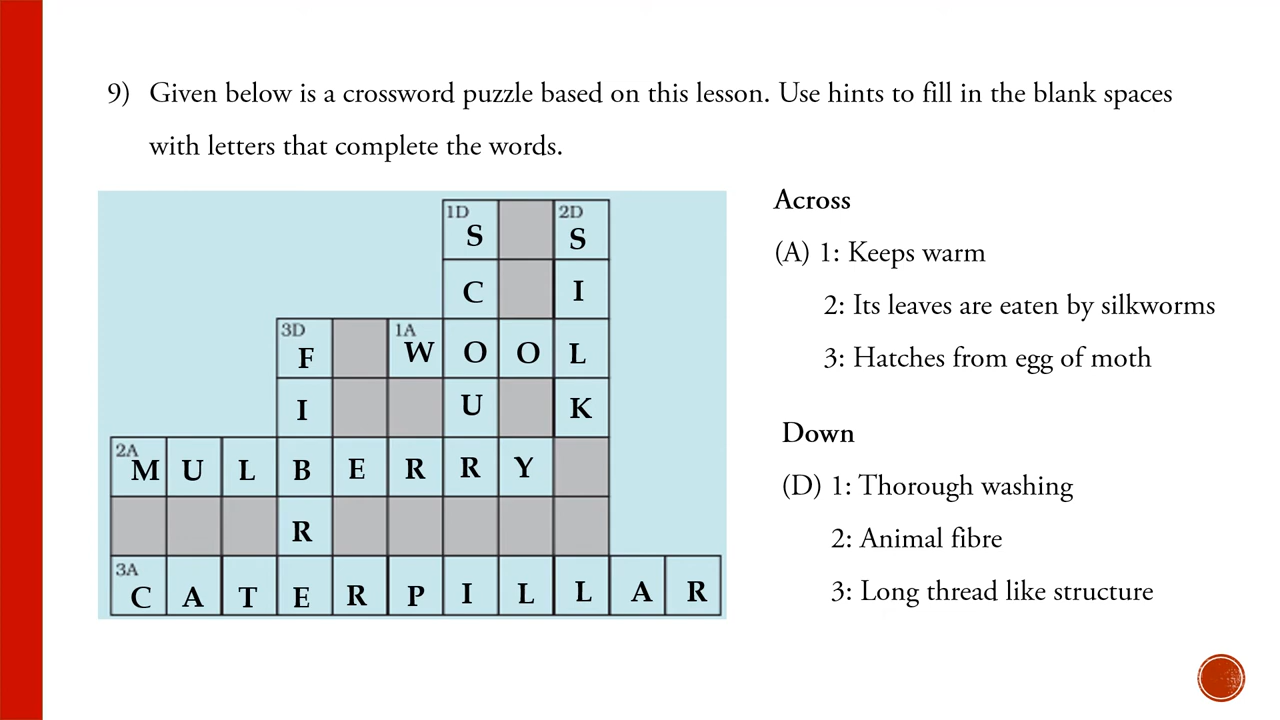 9) Given below is a crossword puzzle based on this lesson. Use hints to fill in the blank spaces
with letters that complete the words.
1D S 2D S
C I
3D F 1A W O O L
I U K
2A M U L B E R R Y
R
3A C A T E R P I L L A R
Across
(A) 1: Keeps warm
2: Its leaves are eaten by silkworms
3: Hatches from egg of moth
Down
(D) 1: Thorough washing
2: Animal fibre
3: Long thread like structure